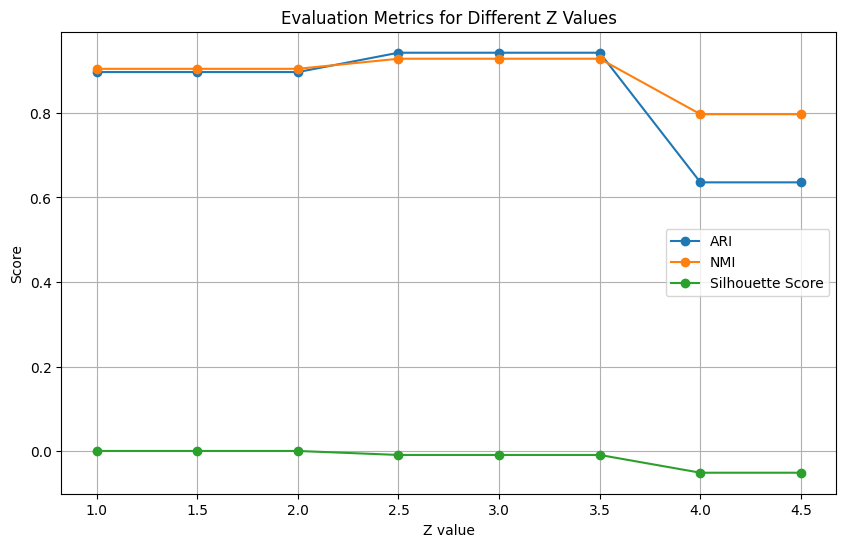 Evaluation Metrics for Different Z Values
Score
0.8
0.6
0.4
0.2
0.0
ARI
NMI
Silhouette Score
1.0 1.5 2.0 2.5 3.0 3.5 4.0 4.5
Z value